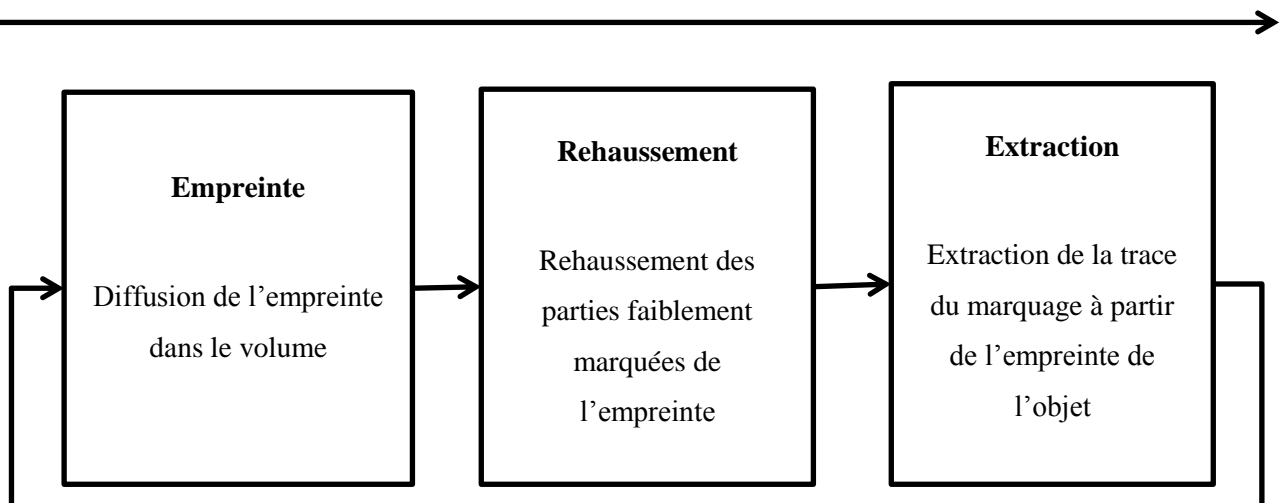 Empreinte
Diffusion de l’empreinte
dans le volume
Rehaussement
Rehaussement des
parties faiblement
marquées de
l’empreinte
Extraction
Extraction de la trace
du marquage à partir
de l’empreinte de
l’objet